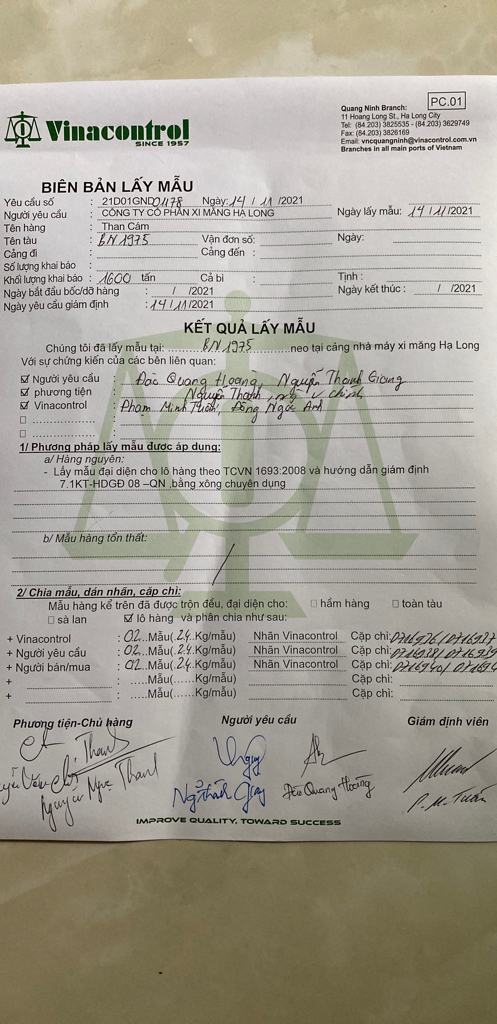 Vinacontrol
SINCE 1957
PC.01
Quang Ninh Branch:
11 Hoang Long St., Ha Long City
Tel: (84.203) 3825535 - (84.203) 3629749
Fax: (84.203) 3826169
Email: vncquangninh@vinacontrol.com.vn
Branches in all main ports of Vietnam
BIÊN BẢN LẤY MẪU
Yêu cầu số : 21D01GND01178 Ngày: 14 / 11 /2021
Người yêu cầu : CÔNG TY CỔ PHẦN XI MĂNG HẠ LONG Ngày lấy mẫu: 14/11/2021
Tên hàng : Than Cám
Tên tàu : BN 1975 Vận đơn số: Ngày:
Cảng đi : Cảng đến :
Số lượng khai báo :
Khối lượng khai báo : 1600 tấn Cả bì : Tịnh :
Ngày bắt đầu bốc/dỡ hàng : / /2021 Ngày kết thúc : / /2021
Ngày yêu cầu giám định : 14/11/2021
KẾT QUẢ LẤY MẪU
Chúng tôi đã lấy mẫu tại: BN 1975 neo tại cảng nhà máy xi măng Hạ Long
Với sự chứng kiến của các bên liên quan:
☑ Người yêu cầu : Đào Quang Hoàng, Nguyễn Thanh Giang
☑ phương tiện : Nguyễn Thanh
☑ Vinacontrol : Phạm Minh Tuấn, Đồng Ngọc Anh
☐
☐
1/ Phương pháp lấy mẫu được áp dụng:
a/ Hàng nguyên:
- Lấy mẫu đại diện cho lô hàng theo TCVN 1693:2008 và hướng dẫn giám định
7.1KT-HDGĐ 08 –QN ,bằng xông chuyên dụng
b/ Mẫu hàng tổn thất:
/
2/ Chia mẫu, dán nhãn, cặp chì:
Mẫu hàng kể trên đã được trộn đều, đại diện cho: ☐ hầm hàng ☐ toàn tàu
☐ sà lan ☑ lô hàng và phân chia như sau:
+ Vinacontrol : 02 Mẫu( 24 Kg/mẫu) Nhãn Vinacontrol Cặp chì: 0716936/0716937
+ Người yêu cầu : 02 Mẫu( 24 Kg/mẫu) Nhãn Vinacontrol Cặp chì: 0716938/071693
+ Người bán/mua : 02 Mẫu( 24 Kg/mẫu) Nhãn Vinacontrol Cặp chì: 0716940/071694
+ : Mẫu( Kg/mẫu) Cặp chì:
+ : Mẫu( Kg/mẫu) Cặp chì:
Phương tiện-Chủ hàng Người yêu cầu Giám định viên
Thanh
Nguyễn Ngọc Thanh Ng Thành Giang Đào Quang Hoàng P. M. Tuấn
IMPROVE QUALITY, TOWARD SUCCESS